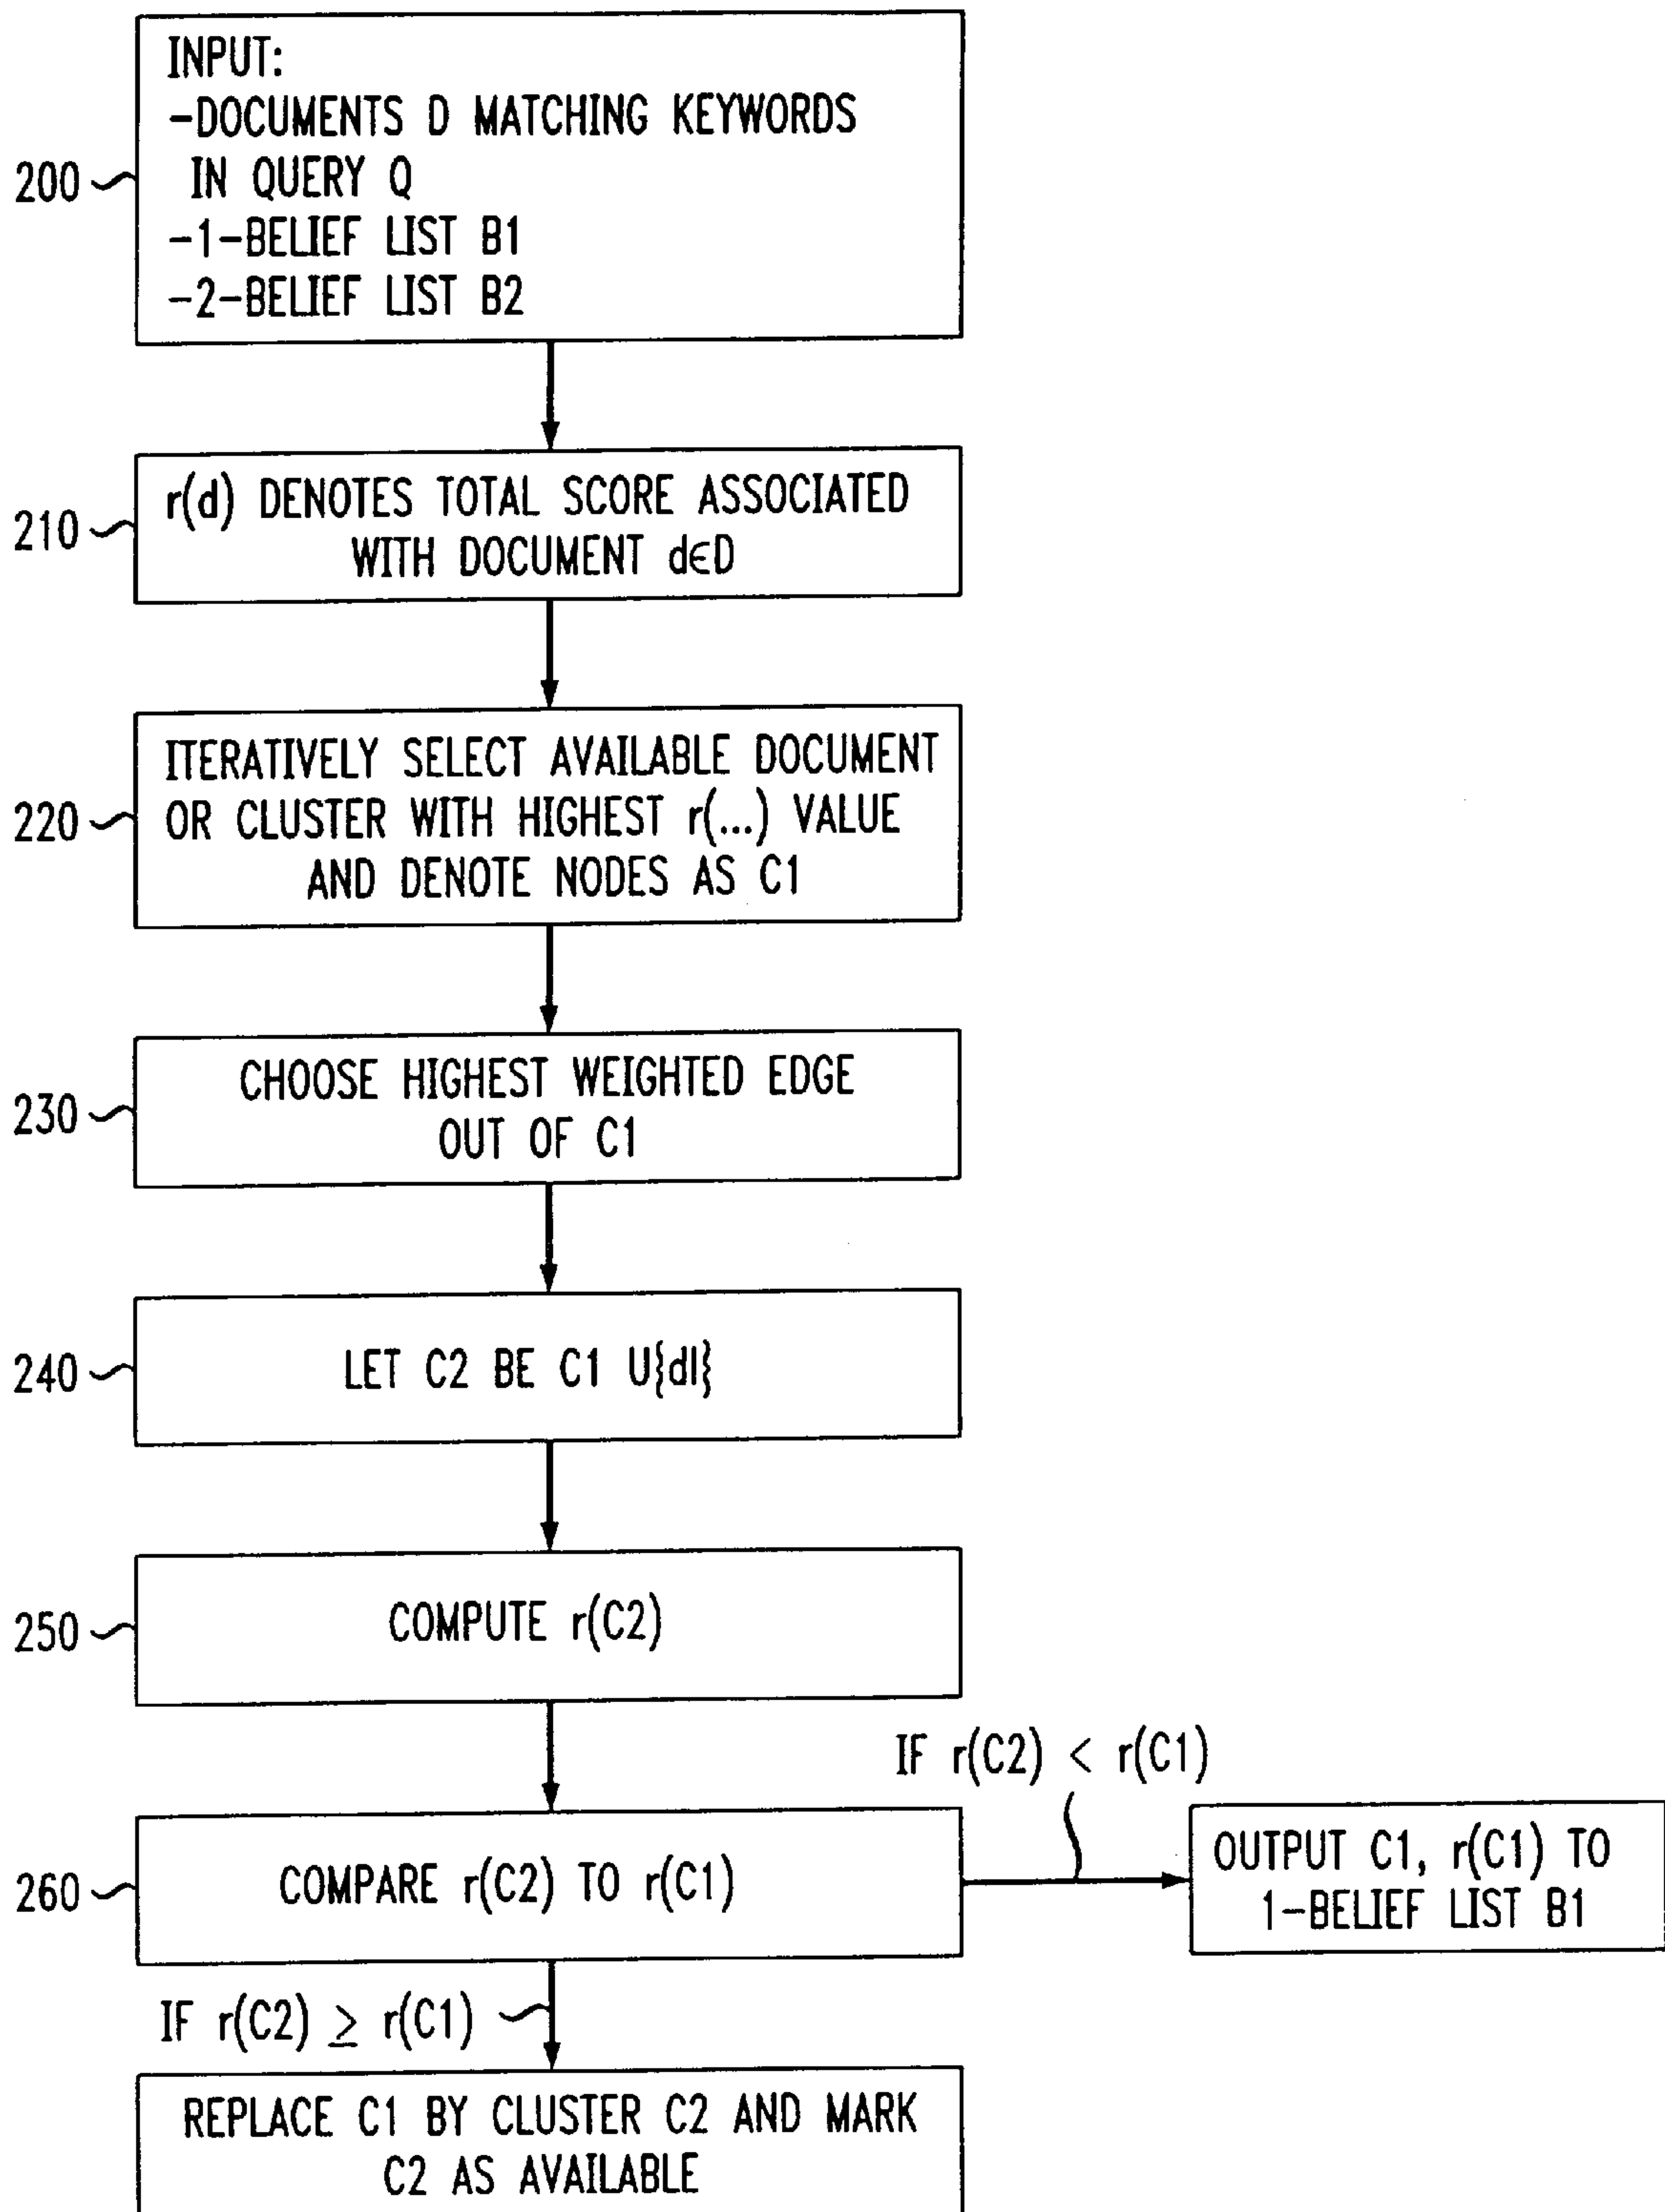 INPUT:
-DOCUMENTS D MATCHING KEYWORDS
IN QUERY Q
-1-BELIEF LIST B1
-2-BELIEF LIST B2
200
r(d) DENOTES TOTAL SCORE ASSOCIATED
WITH DOCUMENT d∈D
210
ITERATIVELY SELECT AVAILABLE DOCUMENT
OR CLUSTER WITH HIGHEST r(...) VALUE
AND DENOTE NODES AS C1
220
CHOOSE HIGHEST WEIGHTED EDGE
OUT OF C1
230
LET C2 BE C1 U{dI}
240
COMPUTE r(C2)
250
IF r(C2) < r(C1)
COMPARE r(C2) TO r(C1)
260
OUTPUT C1, r(C1) TO
1-BELIEF LIST B1
IF r(C2) ≥ r(C1)
REPLACE C1 BY CLUSTER C2 AND MARK
C2 AS AVAILABLE